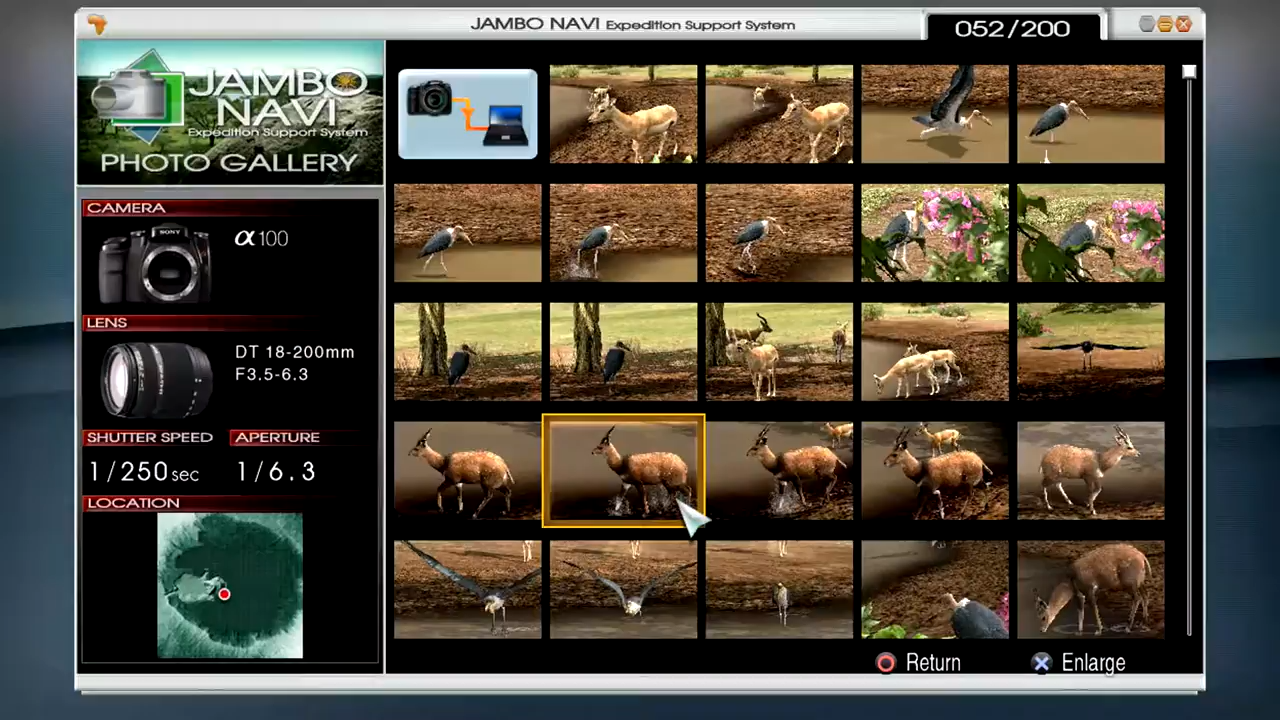 JAMBO NAVI Expedition Support System
052/200
JAMBO
NAVI
Expedition Support System
PHOTO GALLERY
CAMERA
SONY
α100
LENS
DT 18-200mm
F3.5-6.3
SHUTTER SPEED
APERTURE
1/250sec
1/6.3
LOCATION
Return
Enlarge